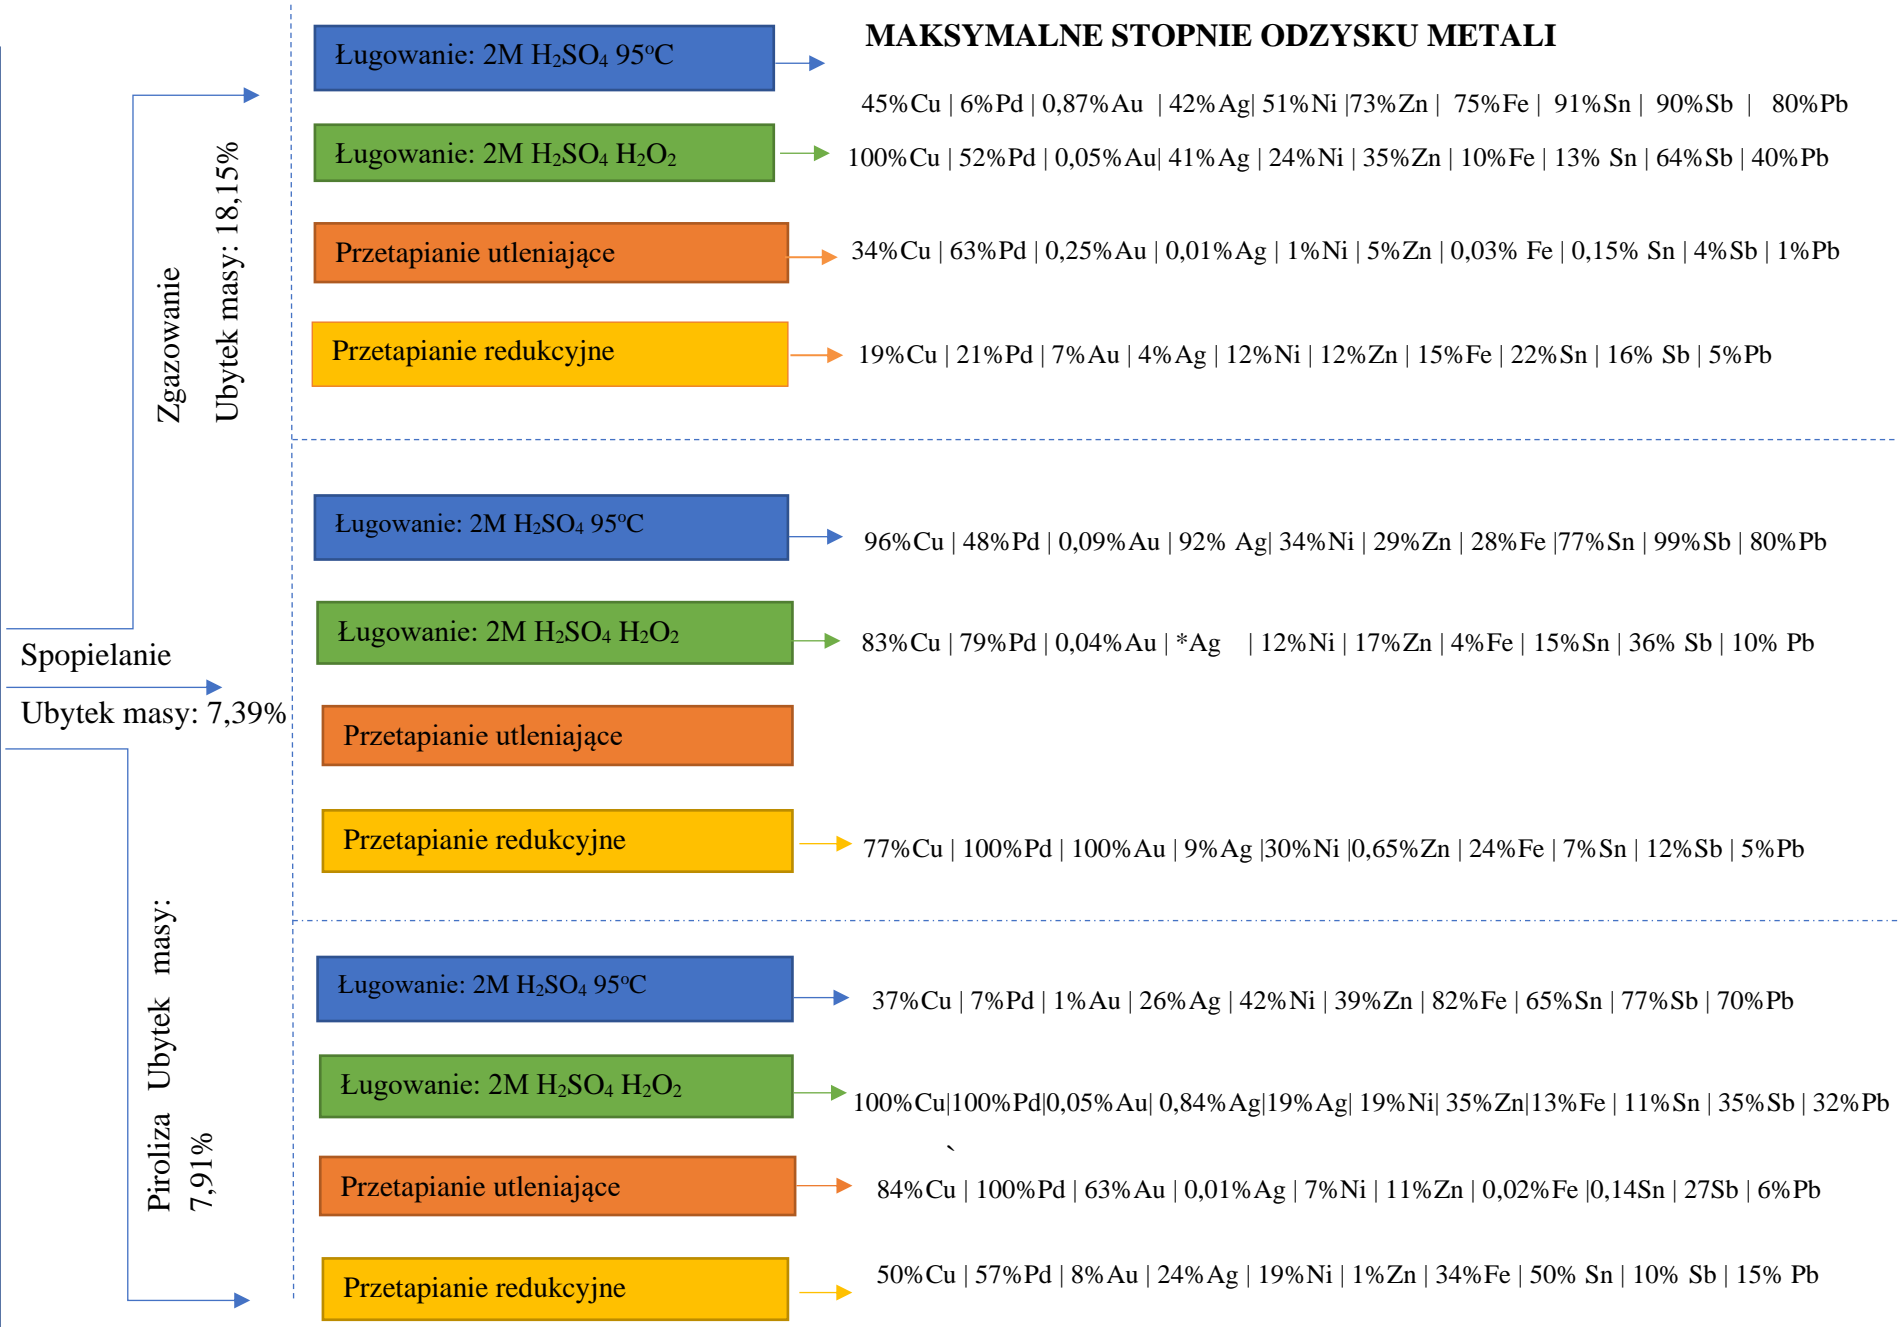 MAKSYMALNE STOPNIE ODZYSKU METALI
Zgazowanie
Ubytek masy: 18,15%
Ługowanie: 2M H₂SO₄ 95°C
45%Cu | 6%Pd | 0,87%Au | 42%Ag| 51%Ni |73%Zn | 75%Fe | 91%Sn | 90%Sb | 80%Pb
Ługowanie: 2M H₂SO₄ H₂O₂
100%Cu | 52%Pd | 0,05%Au| 41%Ag | 24%Ni | 35%Zn | 10%Fe | 13% Sn | 64%Sb | 40%Pb
Przetapianie utleniające
34%Cu | 63%Pd | 0,25%Au | 0,01%Ag | 1%Ni | 5%Zn | 0,03% Fe | 0,15% Sn | 4%Sb | 1%Pb
Przetapianie redukcyjne
19%Cu | 21%Pd | 7%Au | 4%Ag | 12%Ni | 12%Zn | 15%Fe | 22%Sn | 16% Sb | 5%Pb
Spopielanie
Ubytek masy: 7,39%
Ługowanie: 2M H₂SO₄ 95°C
96%Cu | 48%Pd | 0,09%Au | 92% Ag| 34%Ni | 29%Zn | 28%Fe |77%Sn | 99%Sb | 80%Pb
Ługowanie: 2M H₂SO₄ H₂O₂
83%Cu | 79%Pd | 0,04%Au | *Ag | 12%Ni | 17%Zn | 4%Fe | 15%Sn | 36% Sb | 10% Pb
Przetapianie utleniające
Przetapianie redukcyjne
77%Cu | 100%Pd | 100%Au | 9%Ag |30%Ni |0,65%Zn | 24%Fe | 7%Sn | 12%Sb | 5%Pb
Piroliza Ubytek masy:
7,91%
Ługowanie: 2M H₂SO₄ 95°C
37%Cu | 7%Pd | 1%Au | 26%Ag | 42%Ni | 39%Zn | 82%Fe | 65%Sn | 77%Sb | 70%Pb
Ługowanie: 2M H₂SO₄ H₂O₂
100%Cu|100%Pd|0,05%Au| 0,84%Ag|19%Ag| 19%Ni| 35%Zn|13%Fe | 11%Sn | 35%Sb | 32%Pb
`
Przetapianie utleniające
84%Cu | 100%Pd | 63%Au | 0,01%Ag | 7%Ni | 11%Zn | 0,02%Fe |0,14Sn | 27Sb | 6%Pb
Przetapianie redukcyjne
50%Cu | 57%Pd | 8%Au | 24%Ag | 19%Ni | 1%Zn | 34%Fe | 50% Sn | 10% Sb | 15% Pb